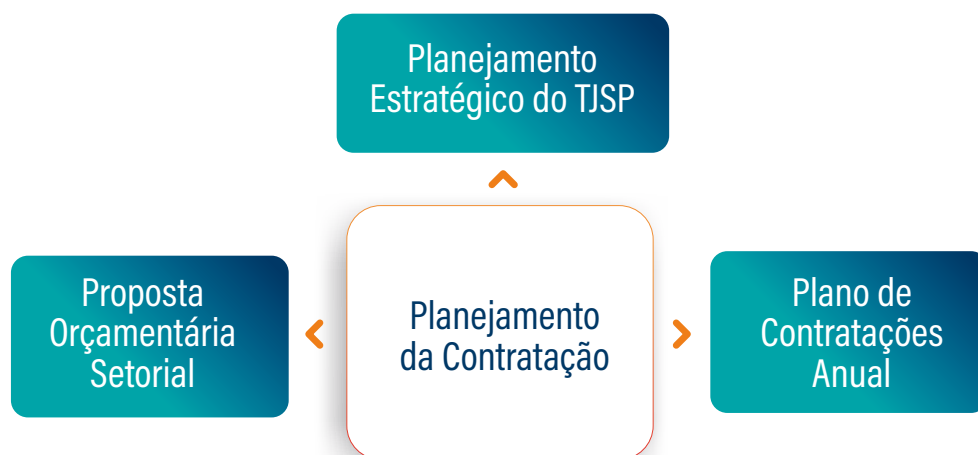 Planejamento
Estratégico do TJSP
Proposta
Orçamentária
Setorial
Planejamento
da Contratação
Plano de
Contratações
Anual